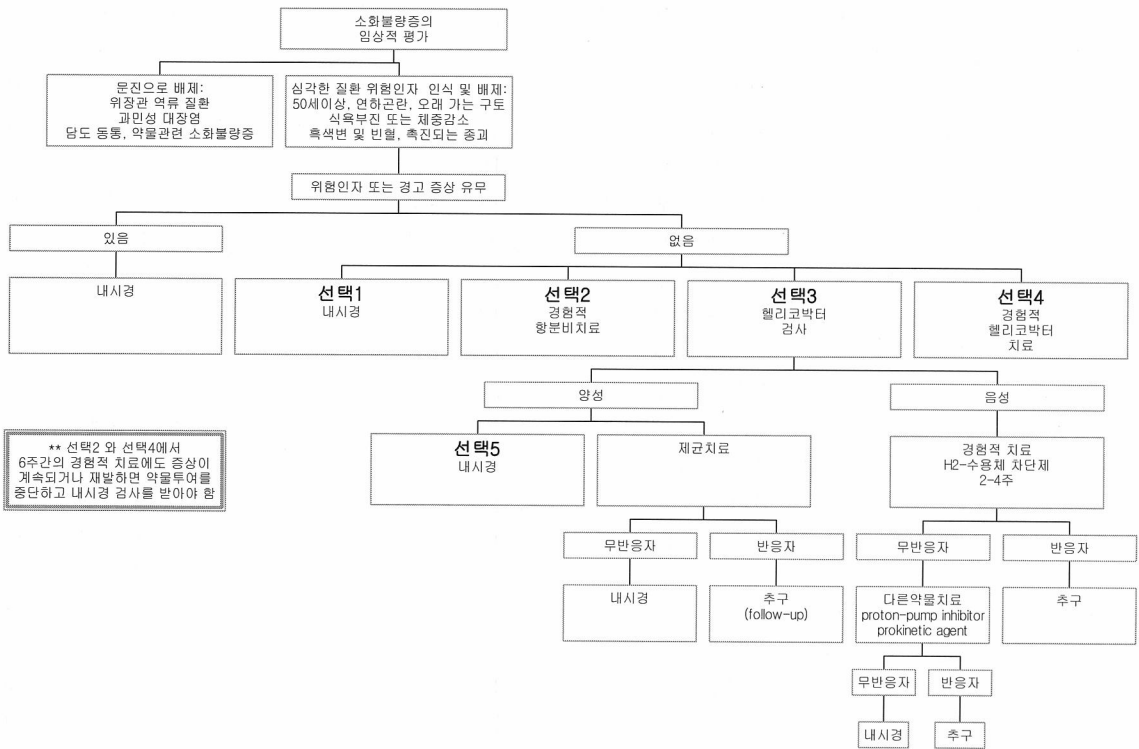 소화불량증의
임상적 평가
문진으로 배제:
위장관 역류 질환
과민성 대장염
담도 동통, 약물관련 소화불량증
심각한 질환 위험인자 인식 및 배제:
50세이상, 연하곤란, 오래 가는 구토
식욕부진 또는 체중감소
흑색변 및 빈혈, 촉진되는 종괴
위험인자 또는 경고 증상 유무
있음
없음
내시경
선택1
내시경
선택2
경험적
항분비치료
선택3
헬리코박터
검사
선택4
경험적
헬리코박터
치료
양성
음성
** 선택2 와 선택4에서
6주간의 경험적 치료에도 증상이
계속되거나 재발하면 약물투여를
중단하고 내시경 검사를 받아야 함
선택5
내시경
제균치료
경험적 치료
H2-수용체 차단제
2-4주
무반응자
반응자
무반응자
반응자
내시경
추구
(follow-up)
다른약물치료
proton-pump inhibitor
prokinetic agent
추구
무반응자
반응자
내시경
추구